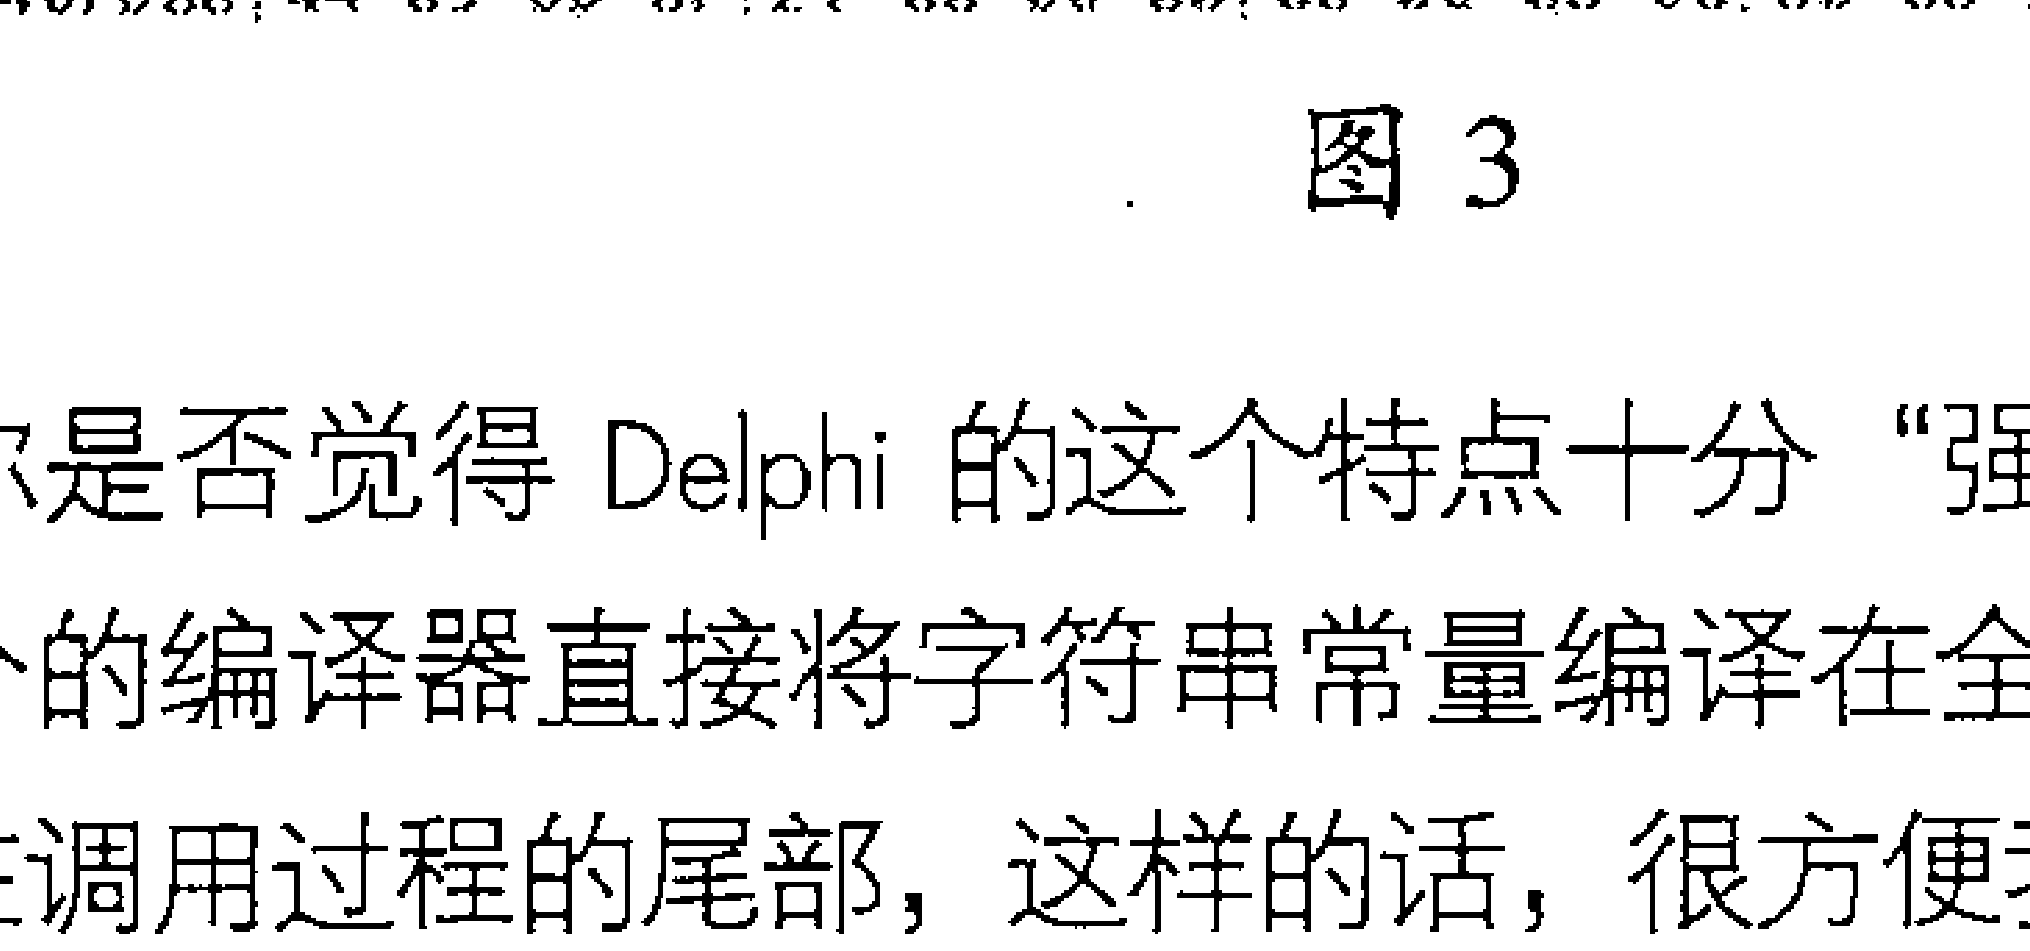 图 3
是否觉得 Delphi 的这个特点十分 “强
的编译器直接将字符串常量编译在全
调用过程的尾部，这样的话，很方便